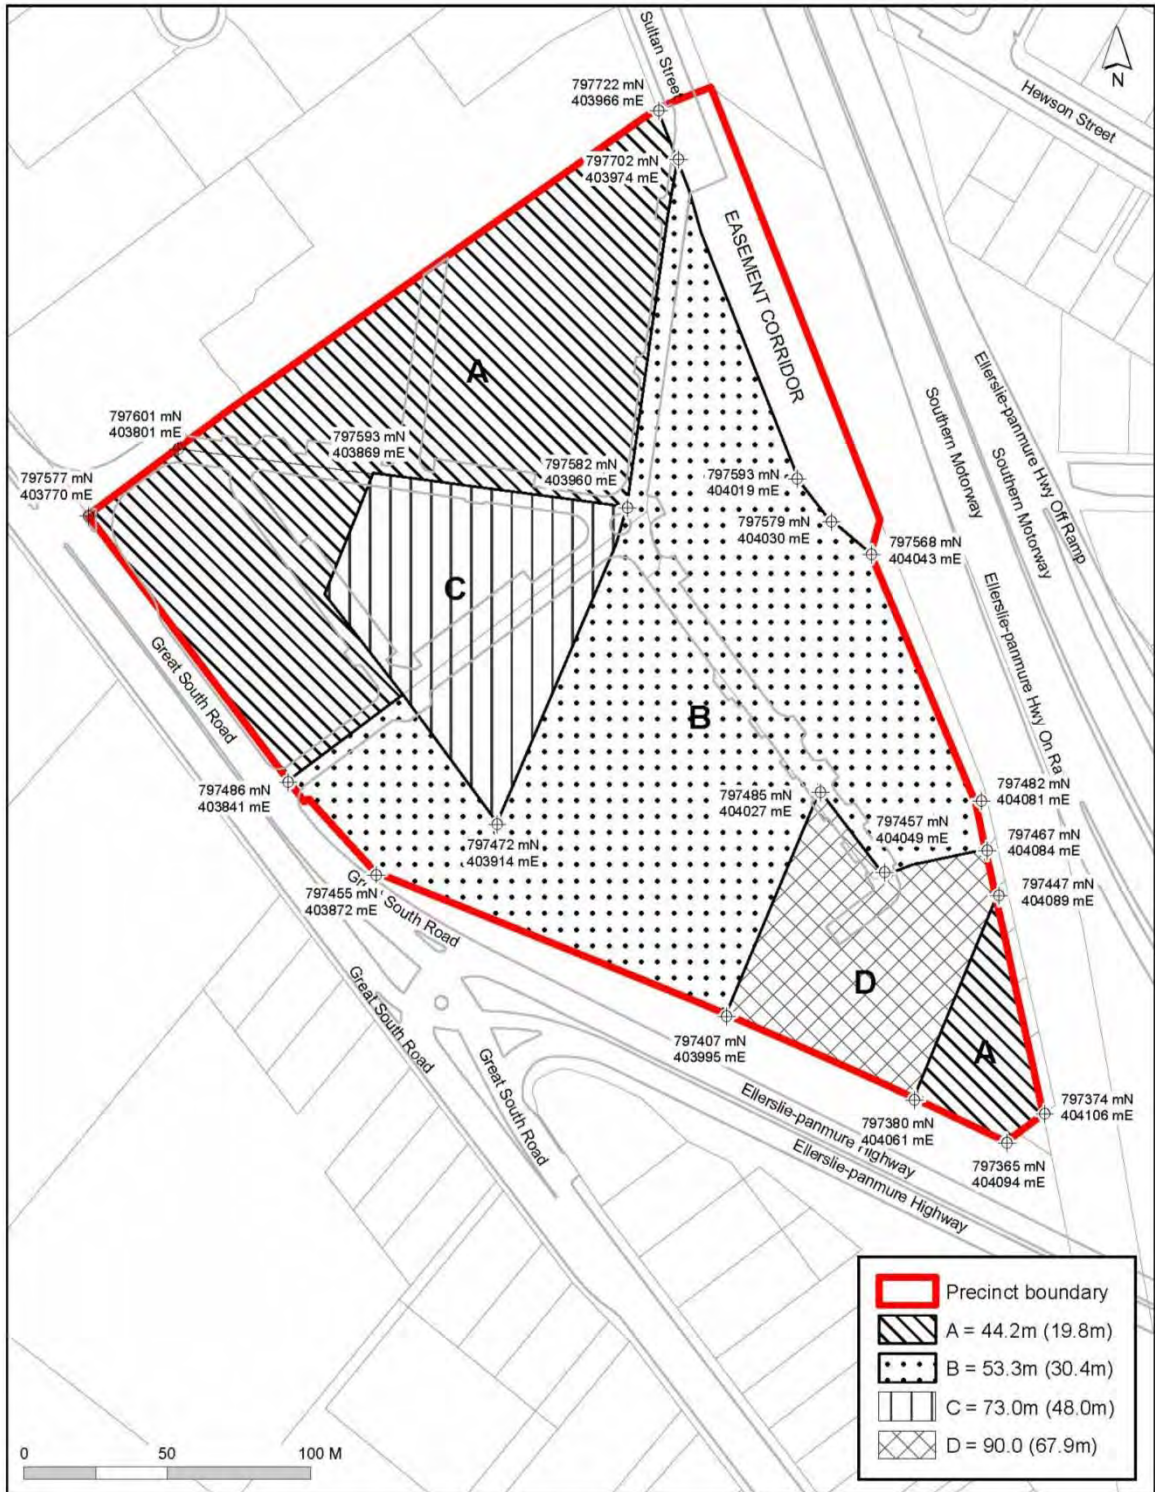 Sultan Street
797722 mN
403966 mE
N
Hewson Street
797702 mN
403974 mE
EASEMENT CORRIDOR
A
Ellerslie-panmure Hwy Off Ramp
Southern Motorway
Southern Motorway
797601 mN
403801 mE
797593 mN
403869 mE
797577 mN
403770 mE
797582 mN
403960 mE
797593 mN
404019 mE
797579 mN
404030 mE
797568 mN
404043 mE
C
Ellerslie-panmure Hwy On Ra
Great South Road
B
797486 mN
403841 mE
797485 mN
404027 mE
797482 mN
404081 mE
797457 mN
404049 mE
797467 mN
404084 mE
797472 mN
403914 mE
797455 mN
403872 mE
797447 mN
404089 mE
Great South Road
D
Great South Road
A
797407 mN
403995 mE
Great South Road
797380 mN
404061 mE
797374 mN
404106 mE
797365 mN
404094 mE
Ellerslie-panmure Highway
Ellerslie-panmure Highway
Precinct boundary
A = 44.2m (19.8m)
B = 53.3m (30.4m)
C = 73.0m (48.0m)
D = 90.0 (67.9m)
0 50 100 M